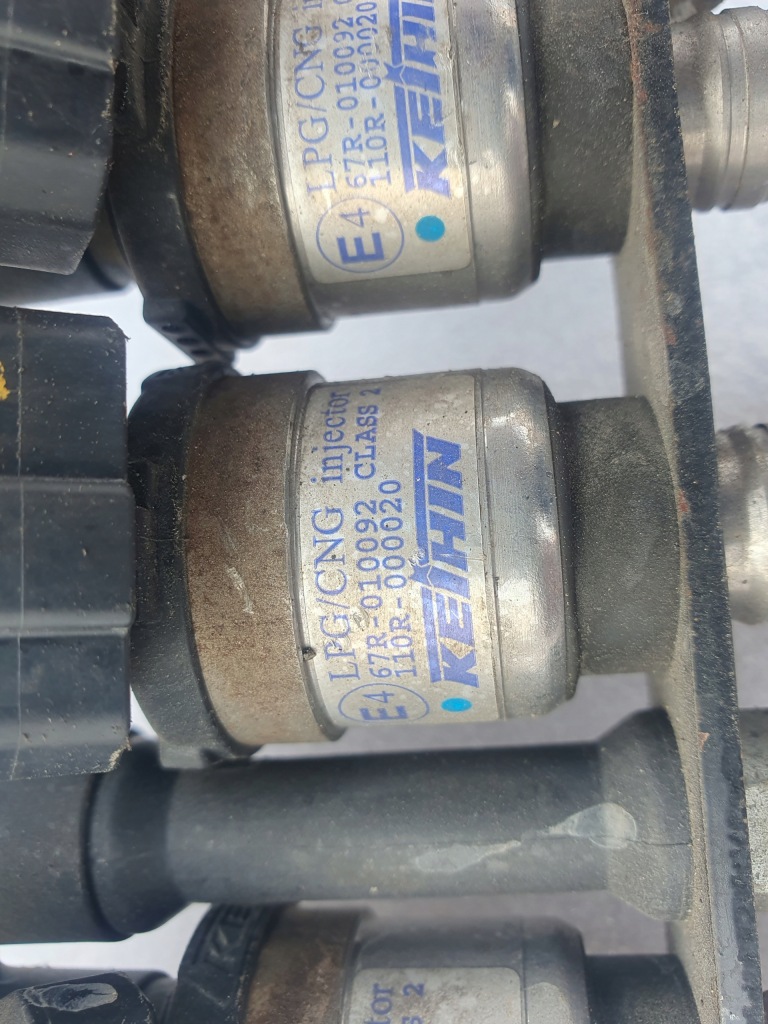 LPG/CNG
67R-010092
110R-000020
E4
KEIHIN
LPG/CNG injector
67R-010092 CLASS 2
110R-000020
E4
KEIHIN
2